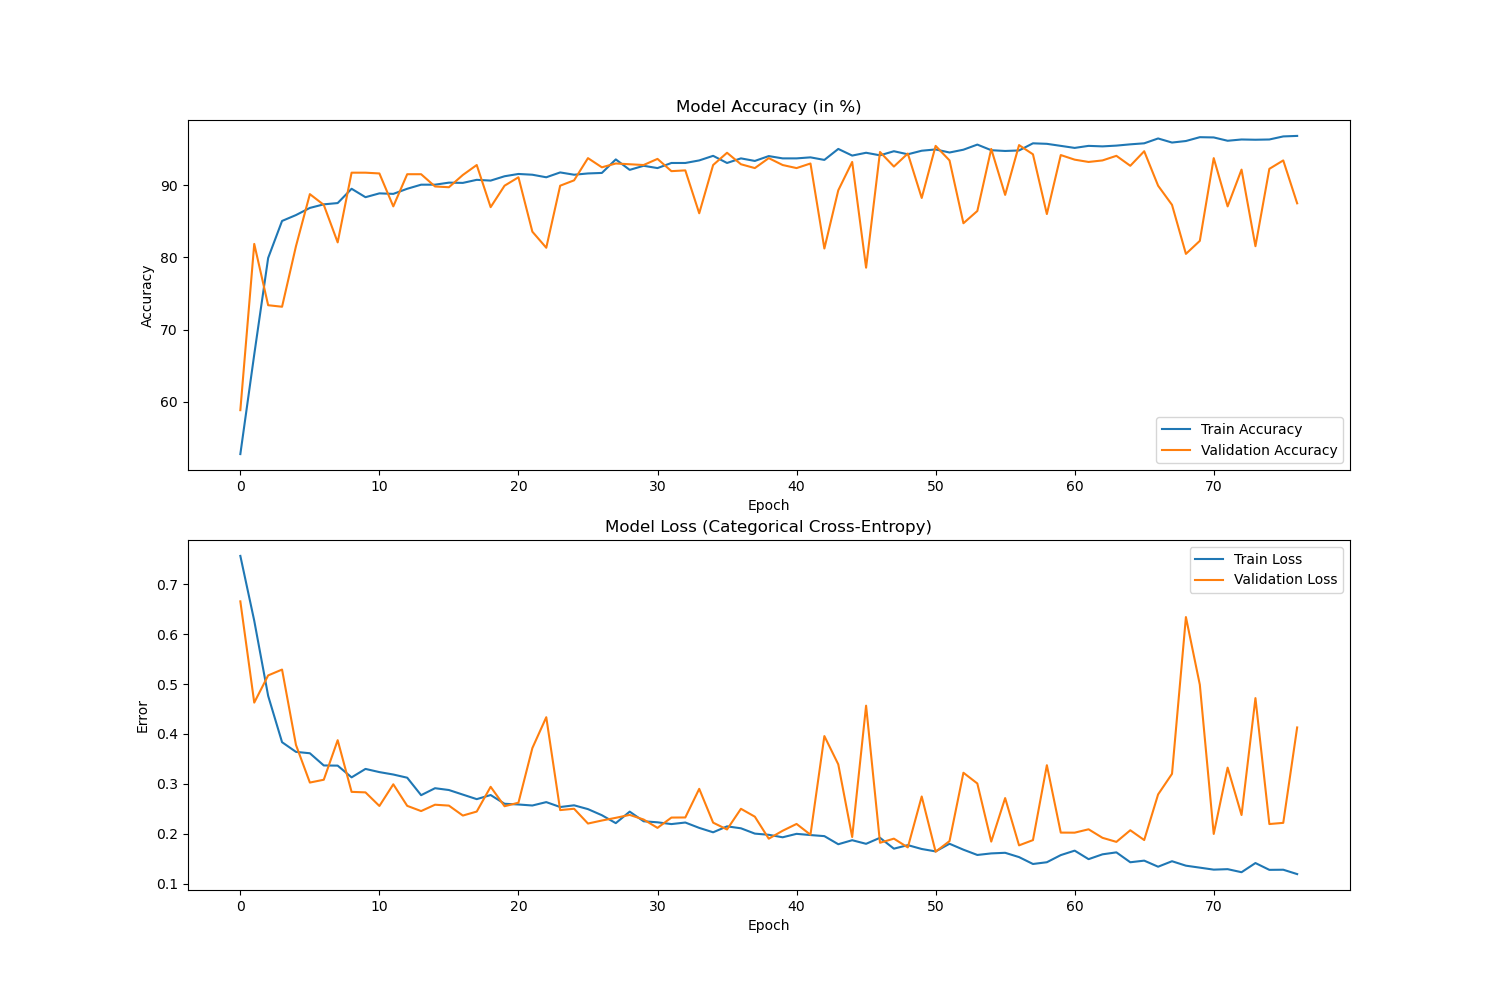 Model Accuracy (in %)
Accuracy
90
80
70
60
Train Accuracy
Validation Accuracy
0 10 20 30 40 50 60 70
Epoch
Model Loss (Categorical Cross-Entropy)
Error
0.7
0.6
0.5
0.4
0.3
0.2
0.1
Train Loss
Validation Loss
0 10 20 30 40 50 60 70
Epoch